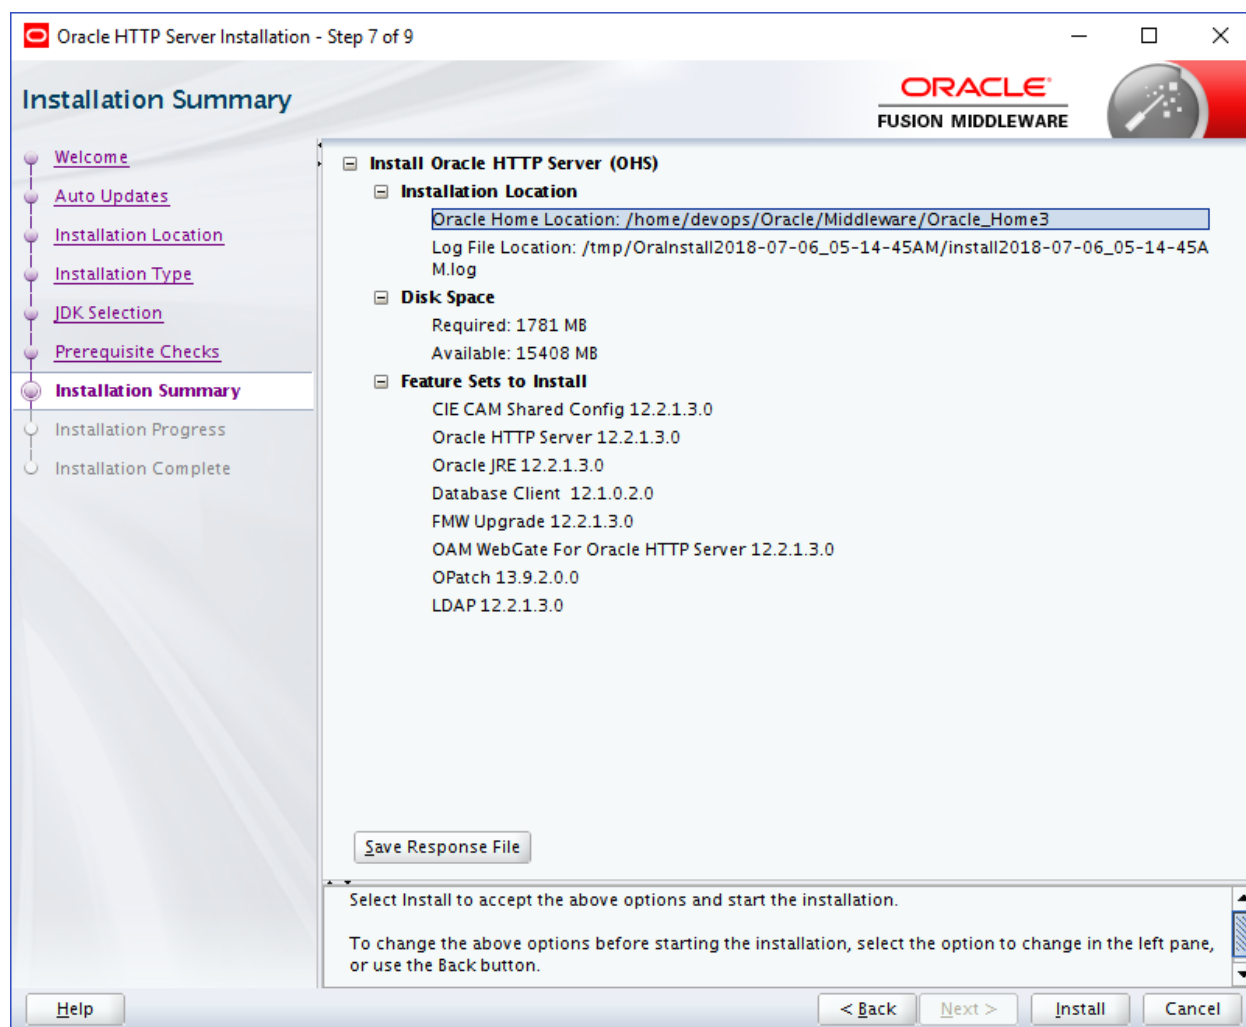 Oracle HTTP Server Installation - Step 7 of 9
Installation Summary
ORACLE
FUSION MIDDLEWARE
Welcome
Auto Updates
Installation Location
Installation Type
JDK Selection
Prerequisite Checks
Installation Summary
Installation Progress
Installation Complete
Install Oracle HTTP Server (OHS)
Installation Location
Oracle Home Location: /home/devops/Oracle/Middleware/Oracle_Home3
Log File Location: /tmp/OraInstall2018-07-06_05-14-45AM/install2018-07-06_05-14-45A
M.log
Disk Space
Required: 1781 MB
Available: 15408 MB
Feature Sets to Install
CIE CAM Shared Config 12.2.1.3.0
Oracle HTTP Server 12.2.1.3.0
Oracle JRE 12.2.1.3.0
Database Client  12.1.0.2.0
FMW Upgrade 12.2.1.3.0
OAM WebGate For Oracle HTTP Server 12.2.1.3.0
OPatch 13.9.2.0.0
LDAP 12.2.1.3.0
Save Response File
Select Install to accept the above options and start the installation.
To change the above options before starting the installation, select the option to change in the left pane,
or use the Back button.
Help
< Back
Next >
Install
Cancel